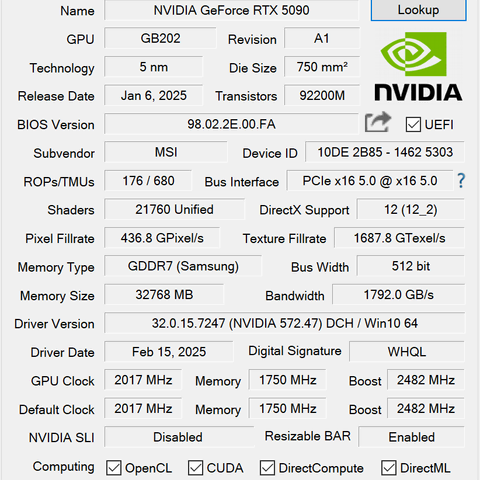 Name NVIDIA GeForce RTX 5090 Lookup
GPU GB202 Revision A1
Technology 5 nm Die Size 750 mm²
Release Date Jan 6, 2025 Transistors 92200M
NVIDIA
BIOS Version 98.02.2E.00.FA UEFI
Subvendor MSI Device ID 10DE 2B85 - 1462 5303
ROPs/TMUs 176 / 680 Bus Interface PCIe x16 5.0 @ x16 5.0 ?
Shaders 21760 Unified DirectX Support 12 (12_2)
Pixel Fillrate 436.8 GPixel/s Texture Fillrate 1687.8 GTexel/s
Memory Type GDDR7 (Samsung) Bus Width 512 bit
Memory Size 32768 MB Bandwidth 1792.0 GB/s
Driver Version 32.0.15.7247 (NVIDIA 572.47) DCH / Win10 64
Driver Date Feb 15, 2025 Digital Signature WHQL
GPU Clock 2017 MHz Memory 1750 MHz Boost 2482 MHz
Default Clock 2017 MHz Memory 1750 MHz Boost 2482 MHz
NVIDIA SLI Disabled Resizable BAR Enabled
Computing OpenCL CUDA DirectCompute DirectML